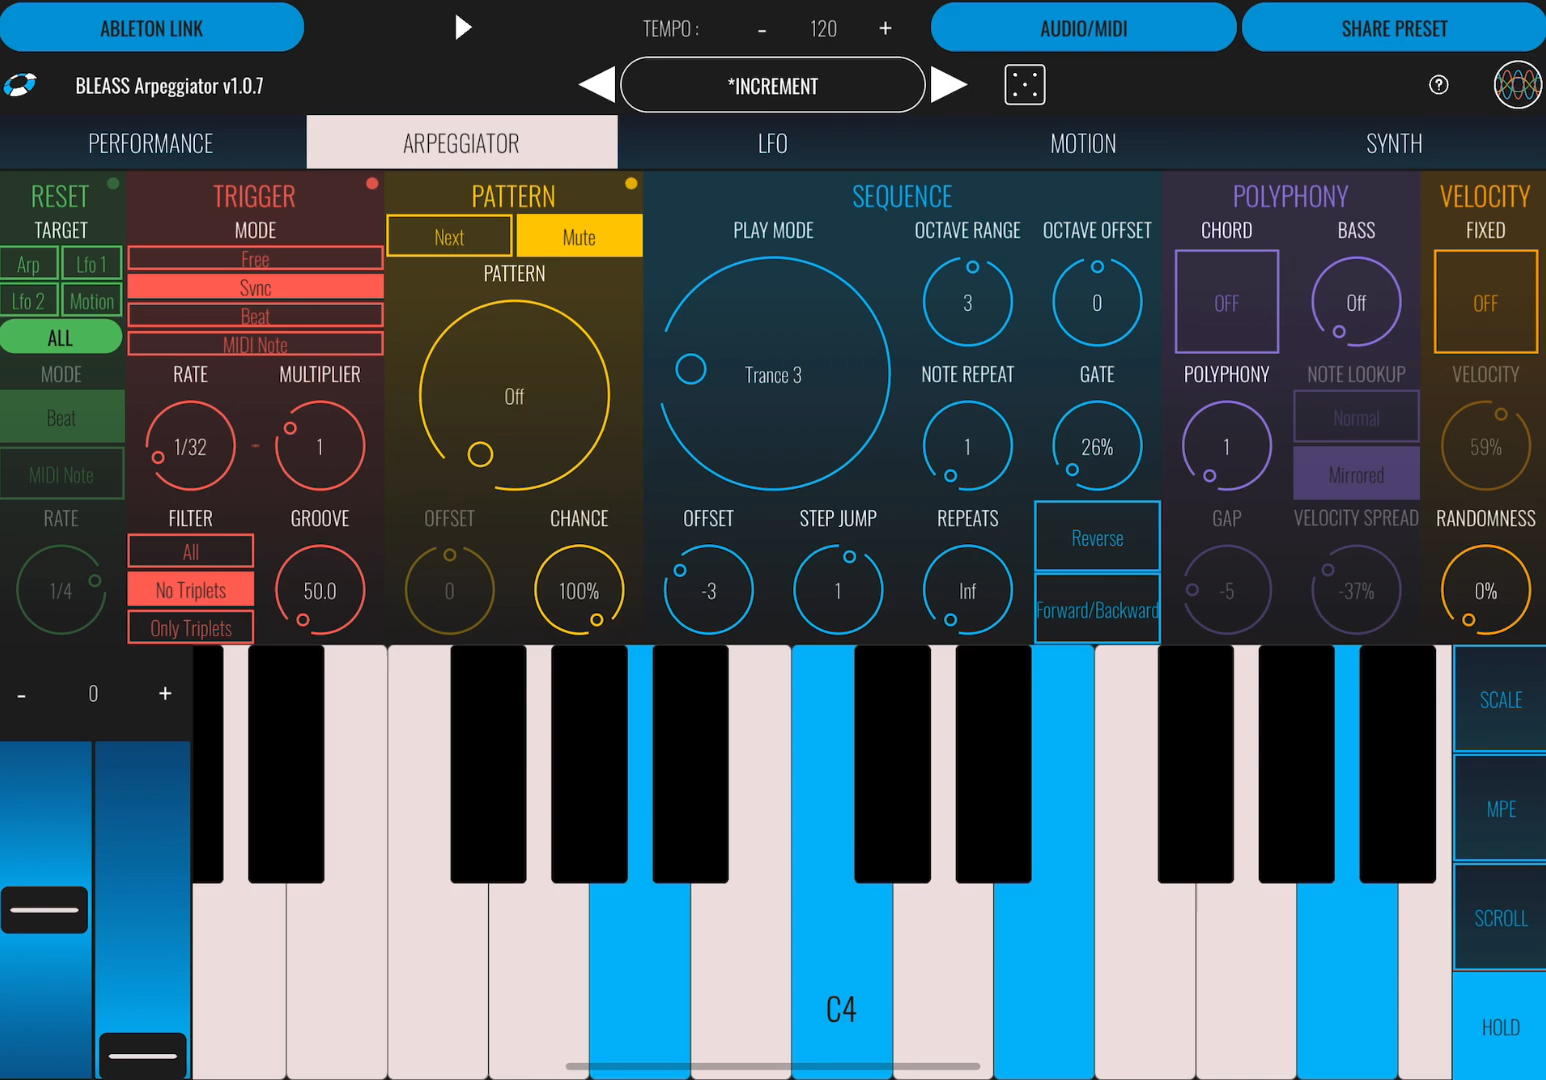 ABLETON LINK
TEMPO :
-
120
+
AUDIO/MIDI
SHARE PRESET
BLEASS Arpeggiator v1.0.7
*INCREMENT
?
PERFORMANCE
ARPEGGIATOR
LFO
MOTION
SYNTH
RESET
TARGET
Arp
Lfo 1
Lfo 2
Motion
ALL
MODE
Beat
MIDI Note
RATE
1/4
TRIGGER
MODE
Free
Sync
Beat
MIDI Note
RATE
MULTIPLIER
1/32
-
1
FILTER
GROOVE
All
No Triplets
Only Triplets
50.0
PATTERN
Next
Mute
PATTERN
Off
OFFSET
CHANCE
0
100%
SEQUENCE
PLAY MODE
OCTAVE RANGE
OCTAVE OFFSET
Trance 3
3
0
NOTE REPEAT
GATE
1
26%
OFFSET
STEP JUMP
REPEATS
-3
1
Inf
Reverse
Forward/Backward
POLYPHONY
CHORD
BASS
OFF
Off
POLYPHONY
NOTE LOOKUP
1
Normal
Mirrored
GAP
VELOCITY SPREAD
-5
-37%
VELOCITY
FIXED
OFF
VELOCITY
59%
RANDOMNESS
0%
-
0
+
C4
SCALE
MPE
SCROLL
HOLD